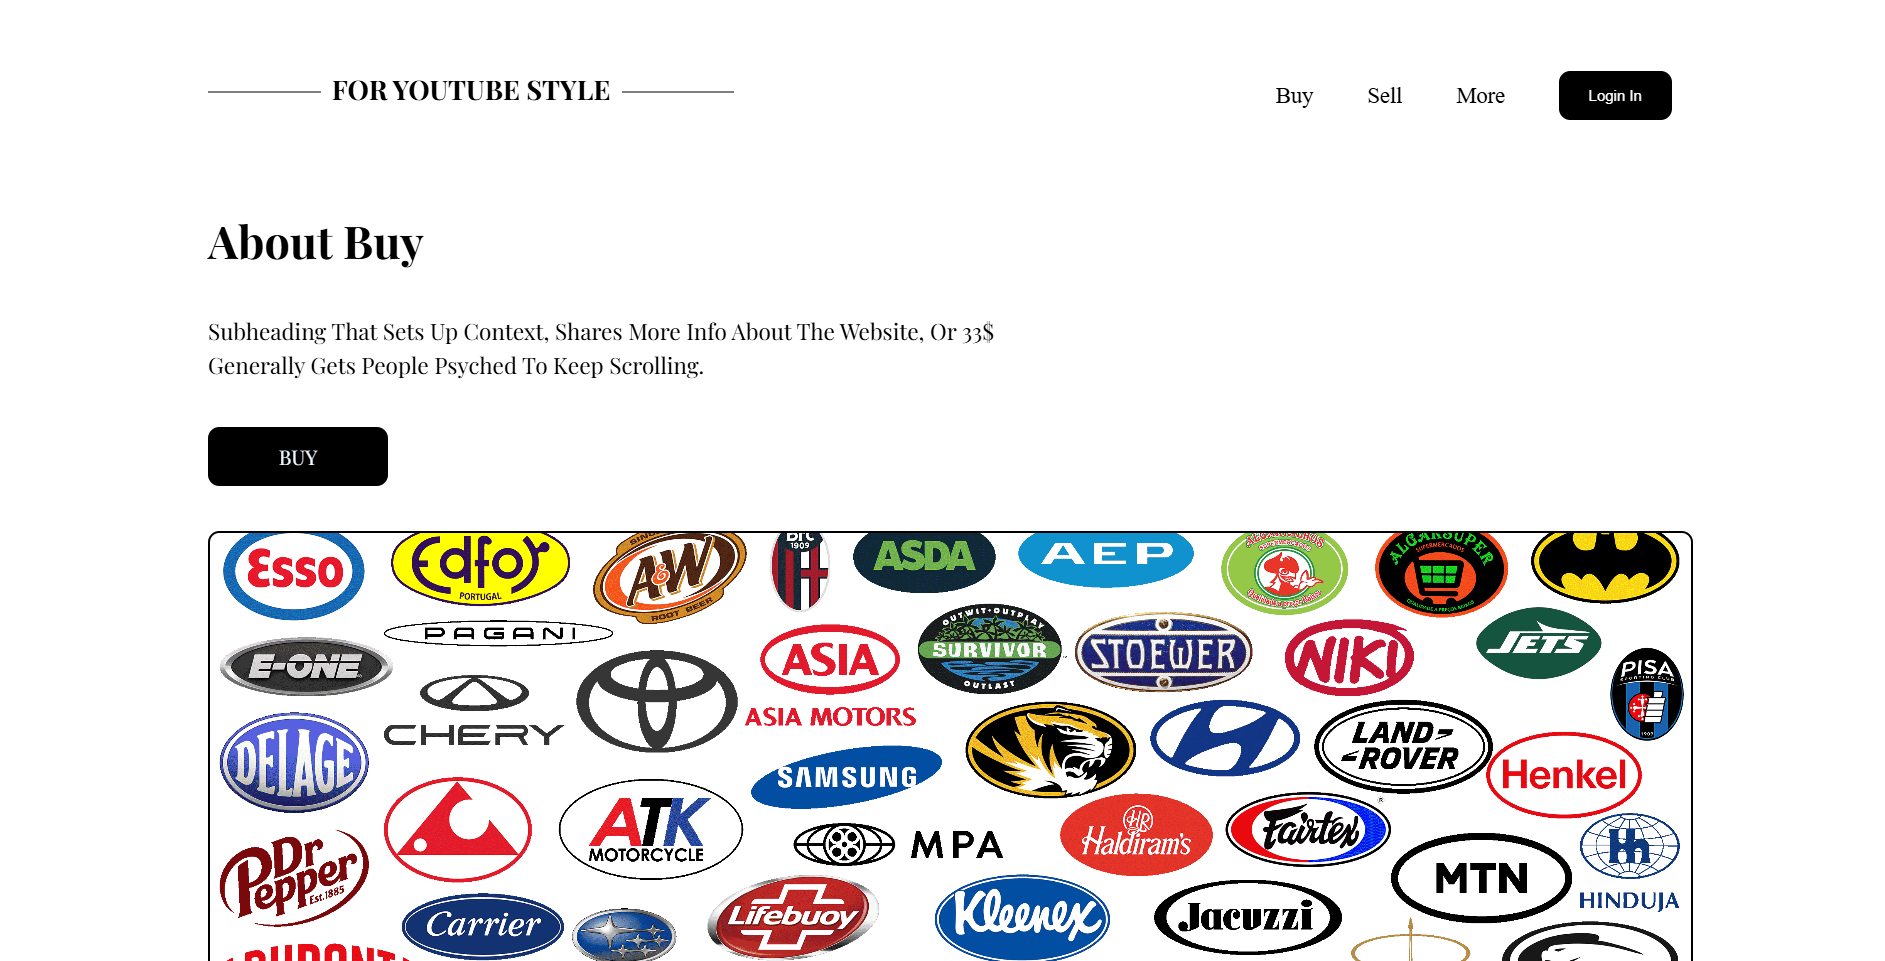 FOR YOUTUBE STYLE
Buy
Sell
More
Login In
About Buy
Subheading That Sets Up Context, Shares More Info About The Website, Or 33$
Generally Gets People Psyched To Keep Scrolling.
BUY
Esso
Edfor
PORTUGAL
A&W
ROOT BEER
BFC
1909
ASDA
AEP
ALGARSUPER
SUPERMERCADOS
PAGANI
E-ONE
ASIA
ASIA MOTORS
OUTWIT·OUTPLAY
SURVIVOR
OUTLAST
STOEWER
NIKI
JETS
PISA
SPORTING CLUB
1909
CHERY
DELAGE
SAMSUNG
LAND
ROVER
Henkel
ATK
MOTORCYCLE
MPA
HR
Haldiram's
Fairtex
®
MTN
HINDUJA
Dr
Pepper
Est.1885
Carrier
Lifebuoy
Kleenex
Jacuzzi
DUPONT